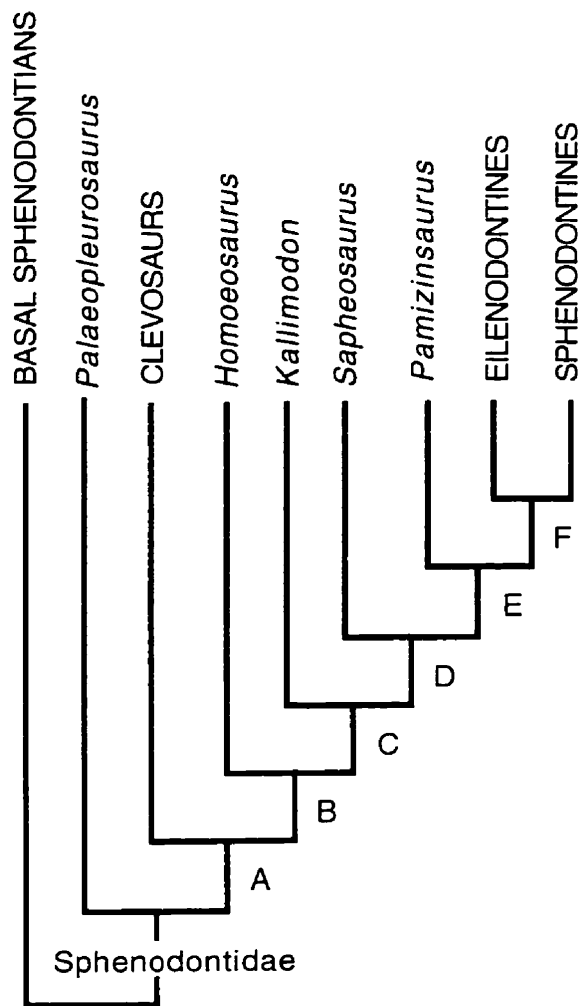 BASAL SPHENODONTIANS
Palaeopleurosaurus
CLEVOSAURS
Homoeosaurus
Kallimodon
Sapheosaurus
Pamizinsaurus
EILENODONTINES
SPHENODONTINES
F
E
D
C
B
A
Sphenodontidae